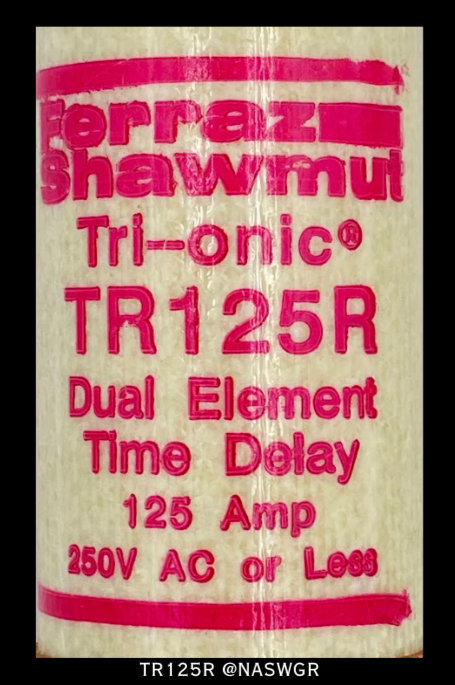 Ferraz
Shawmut
Tri-onic®
TR125R
Dual Element
Time Delay
125 Amp
250V AC or Less
TR125R @NASWGR